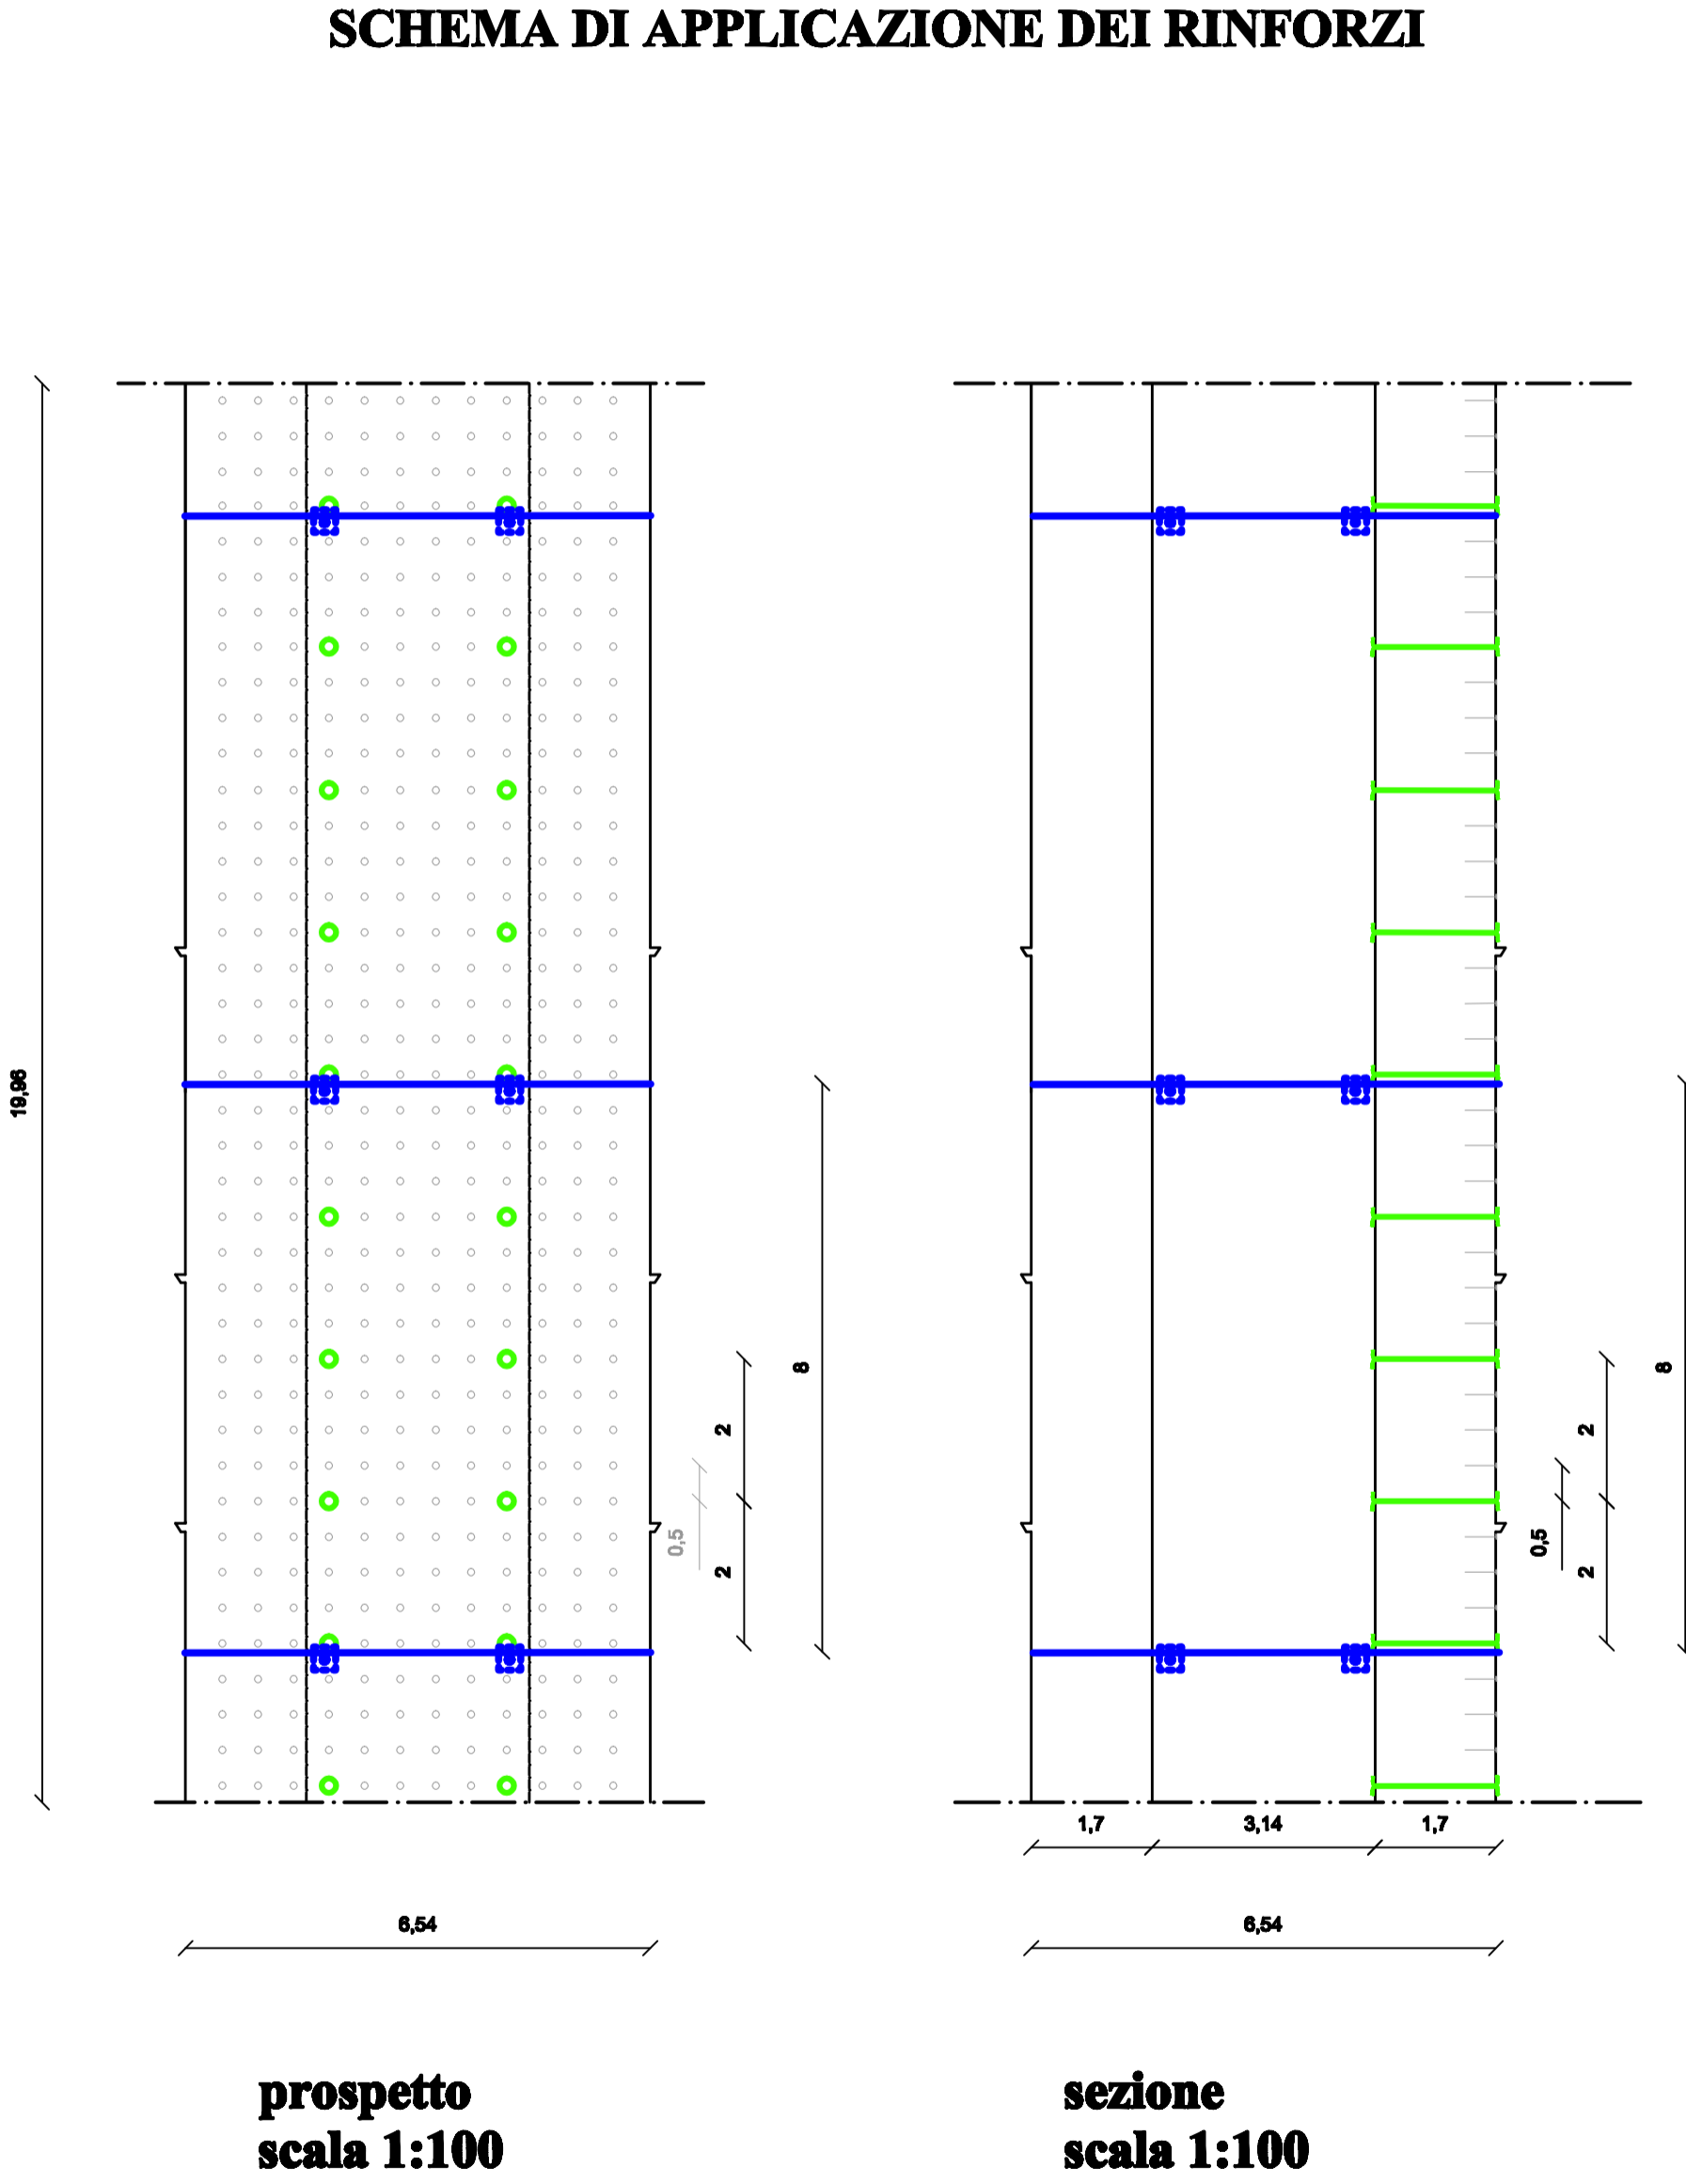 SCHEMA DI APPLICAZIONE DEI RINFORZI
19,96
8
2
0,5
2
6,54
8
2
0,5
2
1,7 3,14 1,7
6,54
prospetto
scala 1:100
sezione
scala 1:100